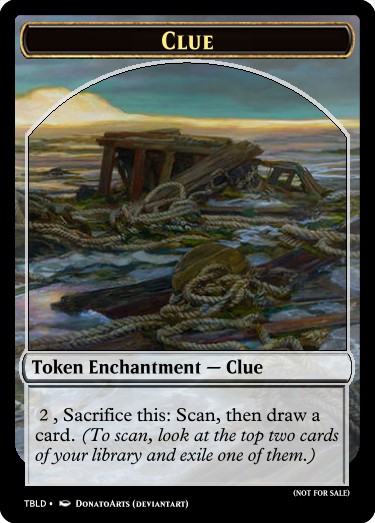 CLUE
Token Enchantment — Clue
2 , Sacrifice this: Scan, then draw a
card. (To scan, look at the top two cards
of your library and exile one of them.)
(NOT FOR SALE)
TBLD • DONATOARTS (DEVIANTART)